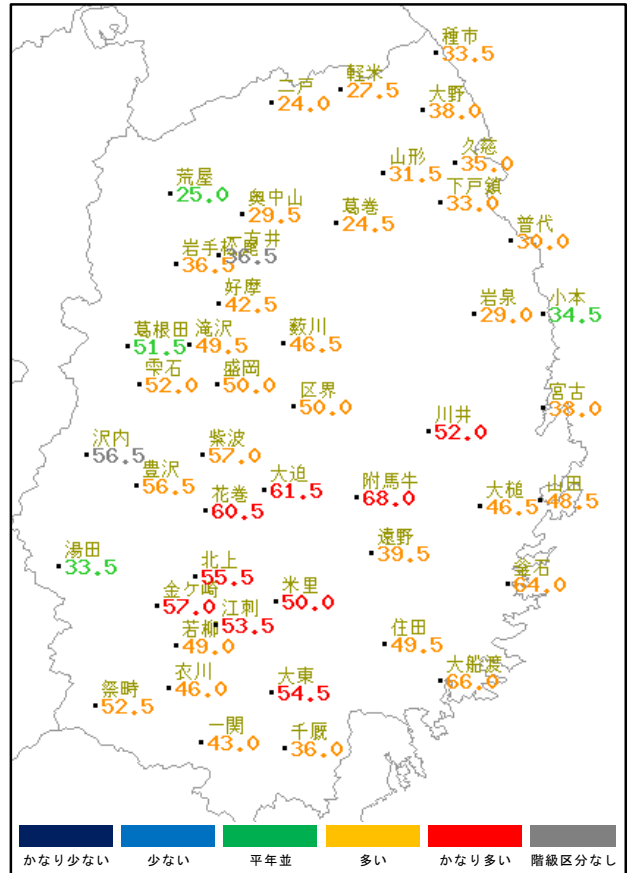 種市
33.5
軽米
27.5
二戸
24.0
大野
38.0
久慈
35.0
山形
31.5
荒屋
25.0
下戸鎖
33.0
奥中山
29.5
葛巻
24.5
普代
30.0
一方井
36.5
岩手松尾
36.5
好摩
42.5
岩泉
29.0
小本
34.5
葛根田
51.5
滝沢
49.5
薮川
46.5
雫石
52.0
盛岡
50.0
区界
50.0
宮古
38.0
川井
52.0
沢内
56.5
紫波
57.0
豊沢
56.5
大迫
61.5
附馬牛
68.0
山田
48.5
大槌
46.5
花巻
60.5
遠野
39.5
湯田
33.5
北上
55.5
釜石
64.0
金ケ崎
57.0
米里
50.0
江刺
53.5
若柳
49.0
住田
49.5
衣川
46.0
大東
54.5
大船渡
66.0
祭畤
52.5
一関
43.0
千厩
36.0
かなり少ない 少ない 平年並 多い かなり多い 階級区分なし